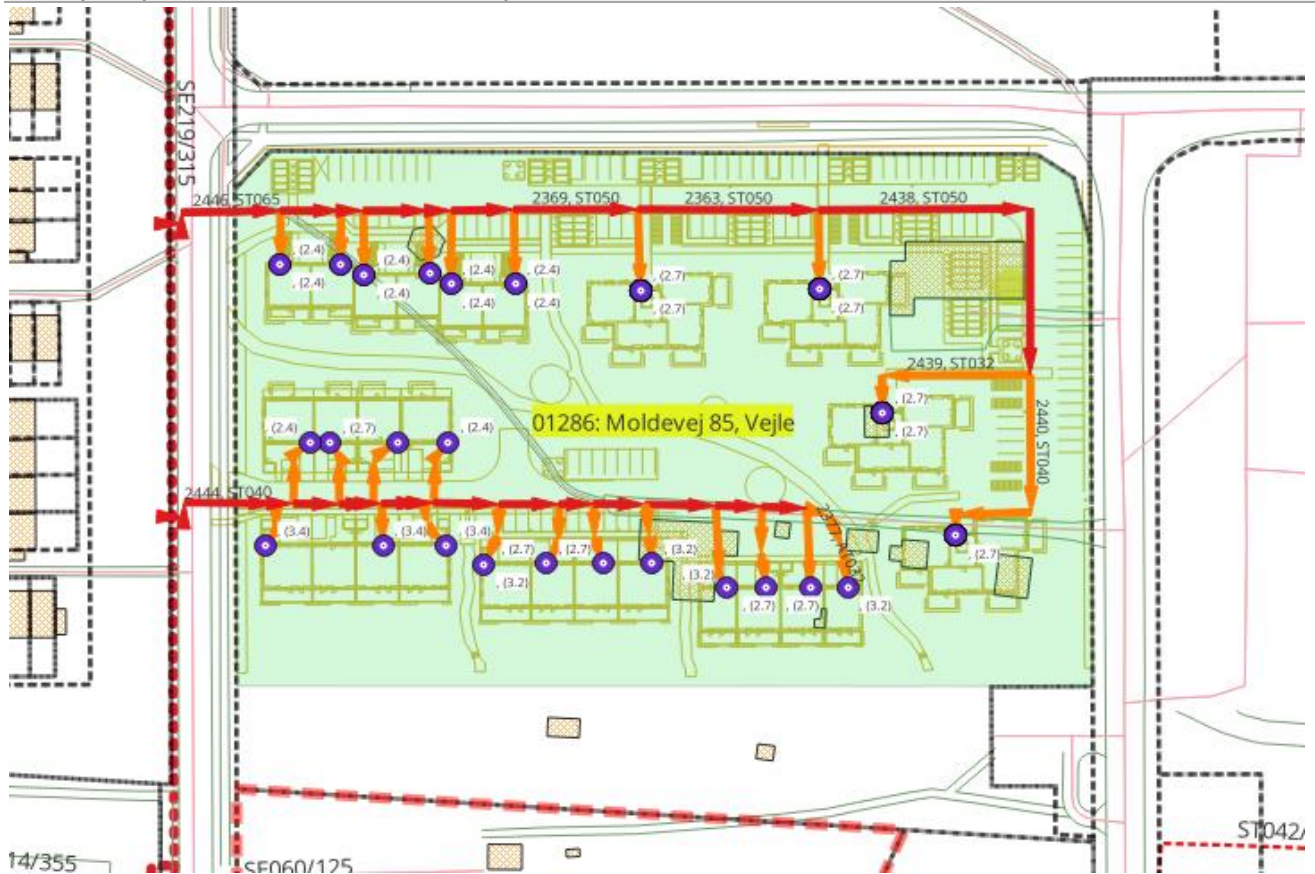 SE219/315
2446, ST065
2369, ST050
2363, ST050
2438, ST050
, (2.4)
, (2.4)
, (2.4)
, (2.4)
, (2.4)
, (2.4)
, (2.4)
, (2.4)
, (2.7)
, (2.7)
, (2.7)
, (2.7)
2439, ST032
, (2.7)
, (2.7)
2440, ST040
01286: Moldevej 85, Vejle
, (2.4)
, (2.7)
, (2.4)
2444, ST040
, (3.4)
, (3.4)
, (3.4)
, (2.7)
, (3.2)
, (2.7)
, (3.2)
, (3.2)
, (2.7)
, (2.7)
, (3.2)
, (2.7)
14/355
SE060/125
ST042/